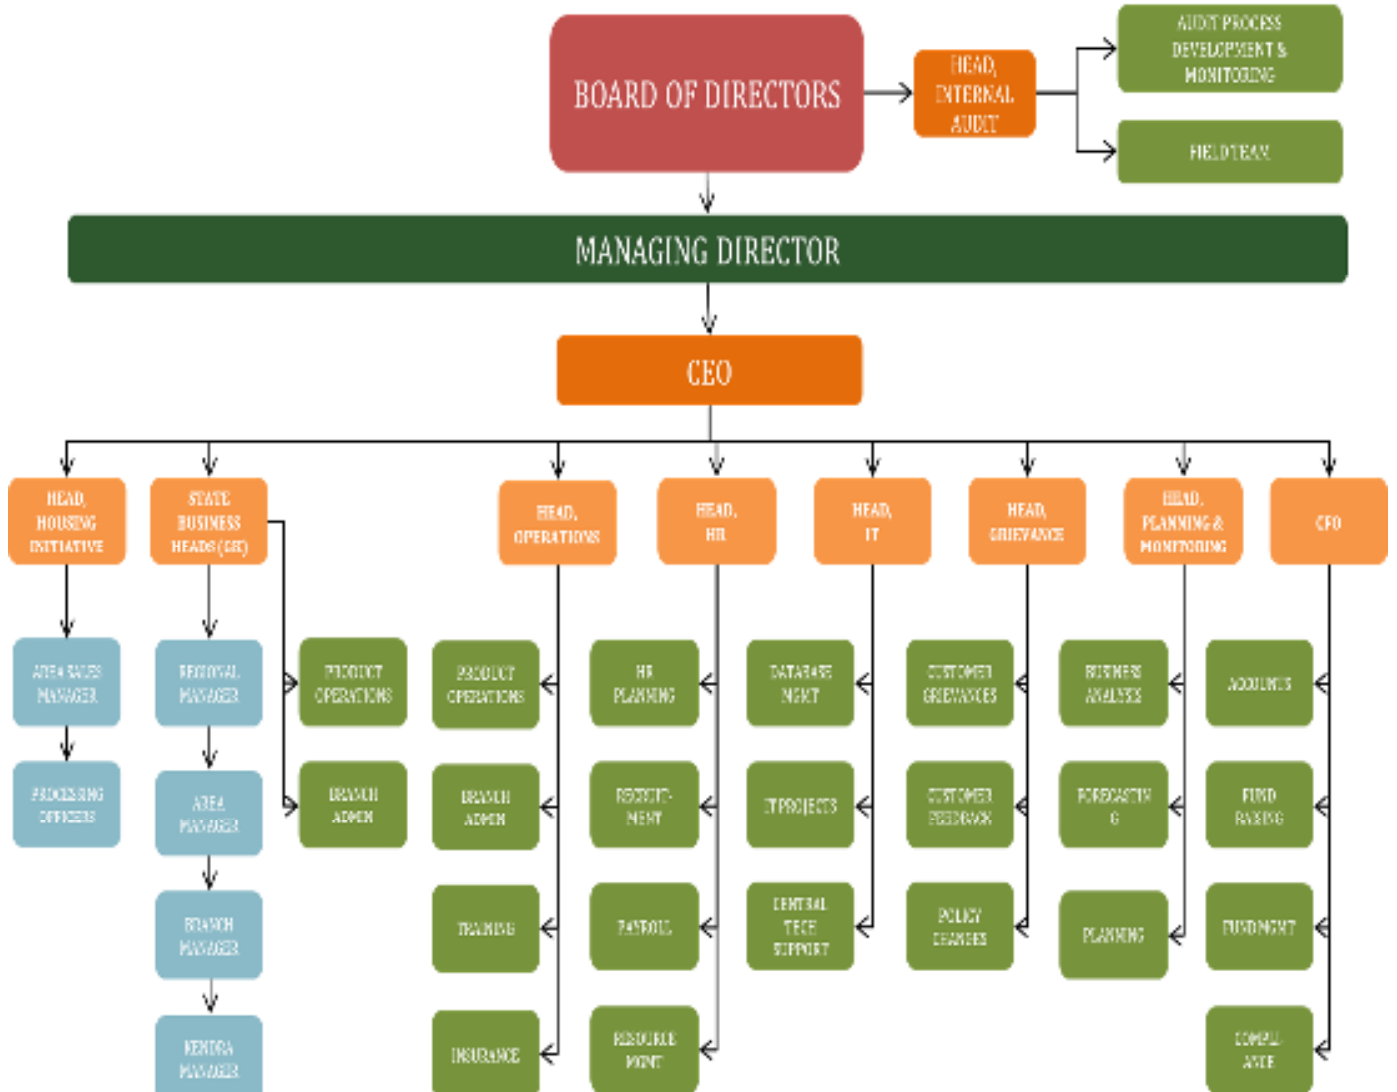 BOARD OF DIRECTORS
HEAD,
INTERNAL
AUDIT
AUDIT PROCESS
DEVELOPMENT &
MONITORING
FIELD TEAM
MANAGING DIRECTOR
CEO
HEAD,
HOUSING
INITIATIVE
STATE
BUSINESS
HEADS (GK)
HEAD,
OPERATIONS
HEAD,
HR
HEAD,
IT
HEAD,
GRIEVANCE
HEAD,
PLANNING &
MONITORING
CFO
AREA SALES
MANAGER
PROCESSING
OFFICERS
REGIONAL
MANAGER
AREA
MANAGER
BRANCH
MANAGER
KENDRA
MANAGER
PRODUCT
OPERATIONS
BRANCH
ADMIN
PRODUCT
OPERATIONS
BRANCH
ADMIN
TRAINING
INSURANCE
HR
PLANNING
RECRUIT-
MENT
PAYROLL
RESOURCE
MGMT
DATABASE
MGMT
IT PROJECTS
CENTRAL
TECH
SUPPORT
CUSTOMER
GRIEVANCES
CUSTOMER
FEEDBACK
POLICY
CHANGES
BUSINESS
ANALYSIS
FORECASTIN
G
PLANNING
ACCOUNTS
FUND
RAISING
FUND MGMT
COMPLI-
ANCE